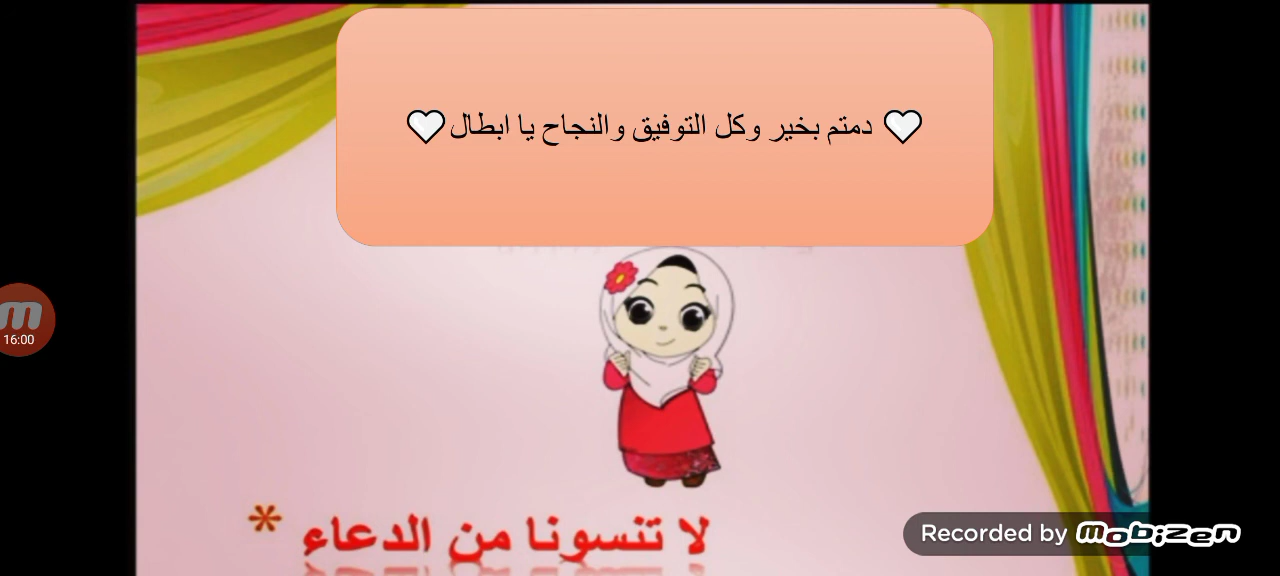 🤍 دمتم بخير وكل التوفيق والنجاح يا ابطال🤍
16:00
لا تنسونا من الدعاء *
Recorded by mobizen